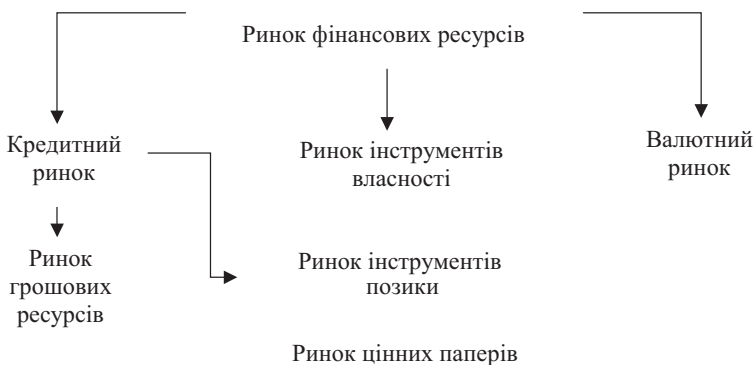 Ринок фінансових ресурсів
Кредитний
ринок
Ринок інструментів
власності
Валютний
ринок
Ринок
грошових
ресурсів
Ринок інструментів
позики
Ринок цінних паперів